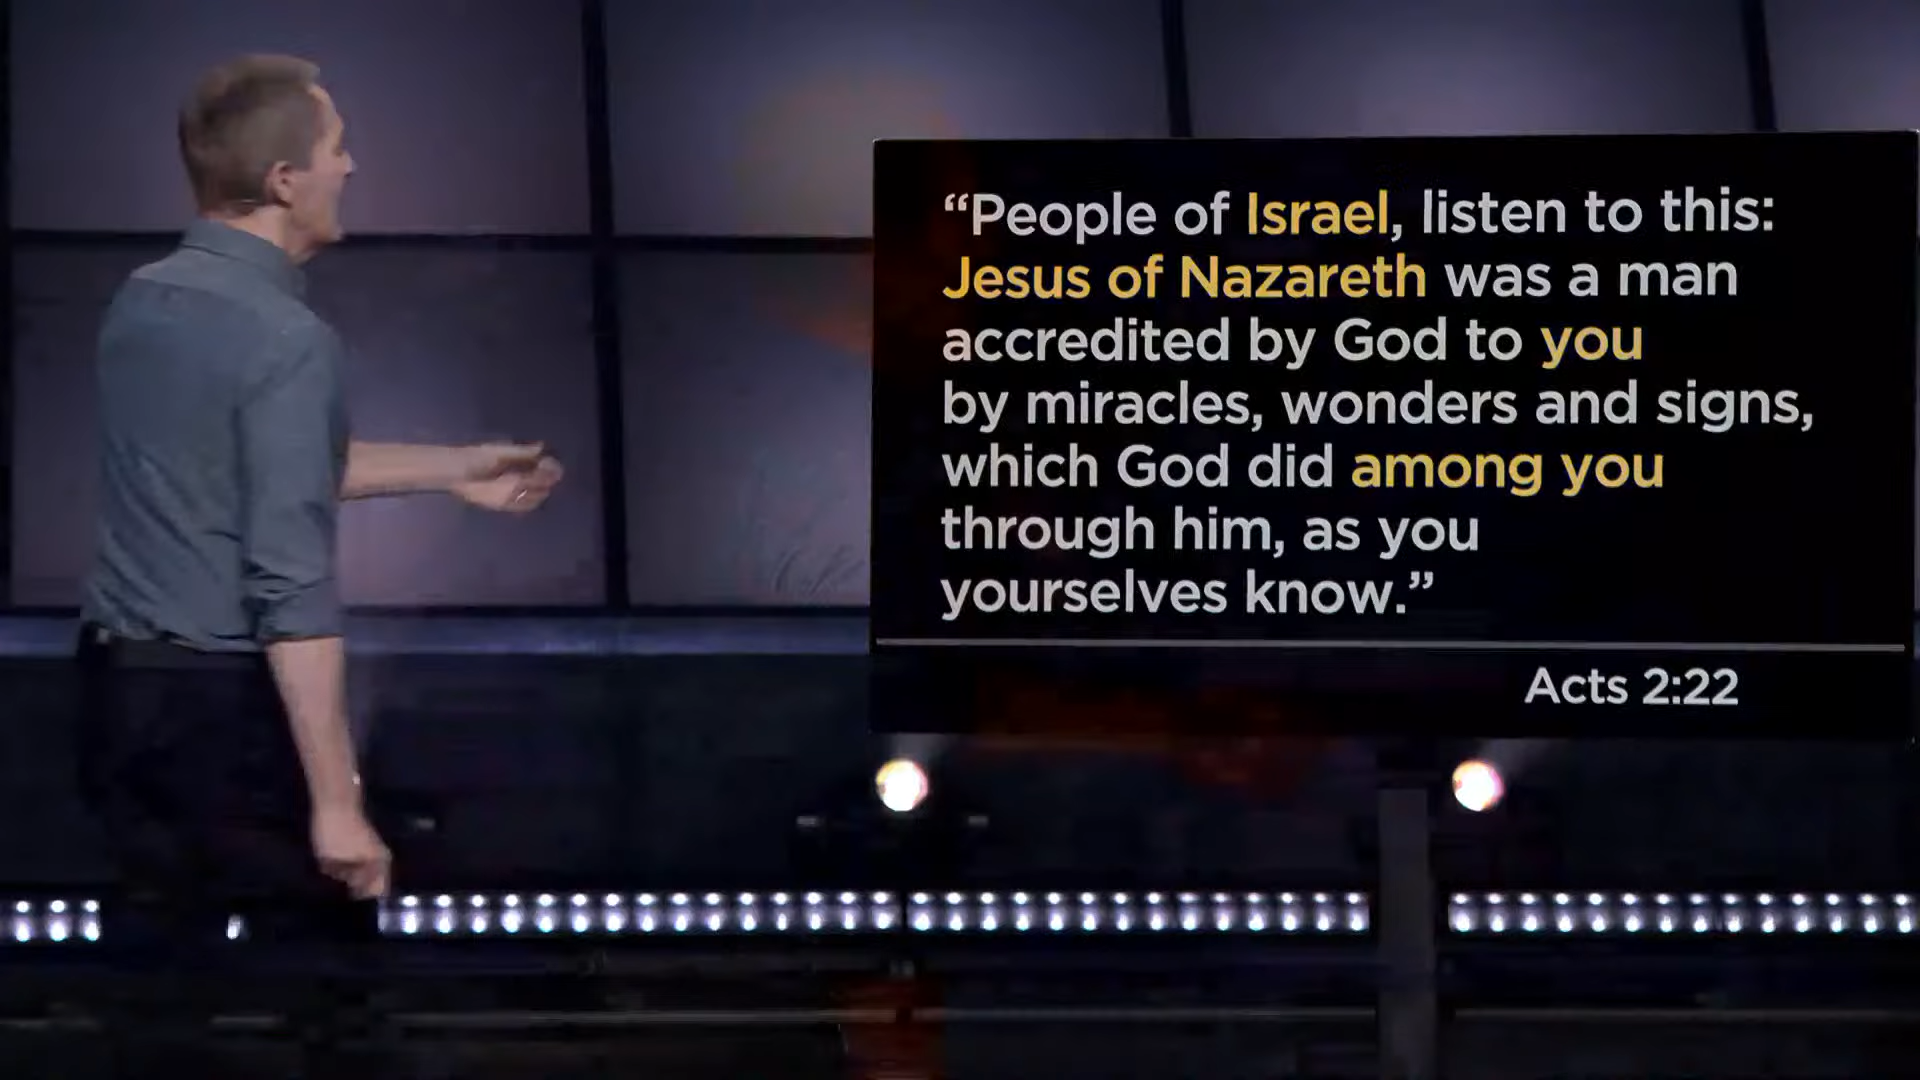 “People of Israel, listen to this:
Jesus of Nazareth was a man
accredited by God to you
by miracles, wonders and signs,
which God did among you
through him, as you
yourselves know.”
Acts 2:22